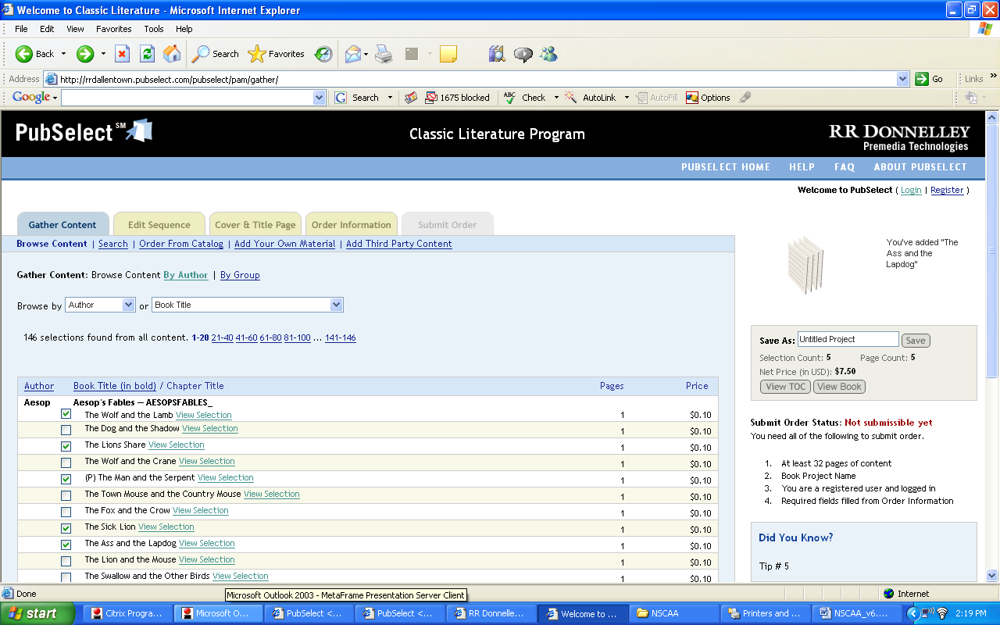 Welcome to Classic Literature - Microsoft Internet Explorer
File Edit View Favorites Tools Help
Back Search Favorites
Address http://rrdallentown.pubselect.com/pubselect/pam/gather/ Go Links »
Google Search 1675 blocked ABC Check AutoLink AutoFill Options
PubSelect SM Classic Literature Program RR DONNELLEY
Premedia Technologies
PUBSELECT HOME HELP FAQ ABOUT PUBSELECT
Welcome to PubSelect ( Login | Register )
Gather Content Edit Sequence Cover & Title Page Order Information Submit Order
Browse Content | Search | Order From Catalog | Add Your Own Material | Add Third Party Content
You've added "The
Ass and the
Lapdog"
Gather Content: Browse Content By Author | By Group
Browse by Author or Book Title
146 selections found from all content. 1-20 21-40 41-60 61-80 81-100 ... 141-146
Save As: Untitled Project Save
Selection Count: 5 Page Count: 5
Net Price (in USD): $7.50
View TOC View Book
Author Book Title (in bold) / Chapter Title Pages Price
Aesop Aesop's Fables — AESOPSFABLES_
The Wolf and the Lamb View Selection 1 $0.10
The Dog and the Shadow View Selection 1 $0.10
The Lions Share View Selection 1 $0.10
The Wolf and the Crane View Selection 1 $0.10
(P) The Man and the Serpent View Selection 1 $0.10
The Town Mouse and the Country Mouse View Selection 1 $0.10
The Fox and the Crow View Selection 1 $0.10
The Sick Lion View Selection 1 $0.10
The Ass and the Lapdog View Selection 1 $0.10
The Lion and the Mouse View Selection 1 $0.10
The Swallow and the Other Birds View Selection 1 $0.10
Submit Order Status: Not submissible yet
You need all of the following to submit order.
1. At least 32 pages of content
2. Book Project Name
3. You are a registered user and logged in
4. Required fields filled from Order Information
Did You Know?
Tip # 5
Done Internet
Microsoft Outlook 2003 - MetaFrame Presentation Server Client
start Citrix Progra... Microsoft O... PubSelect <... PubSelect <... RR Donnelle... Welcome to ... NSCAA Printers and ... NSCAA_v6.... 2:19 PM